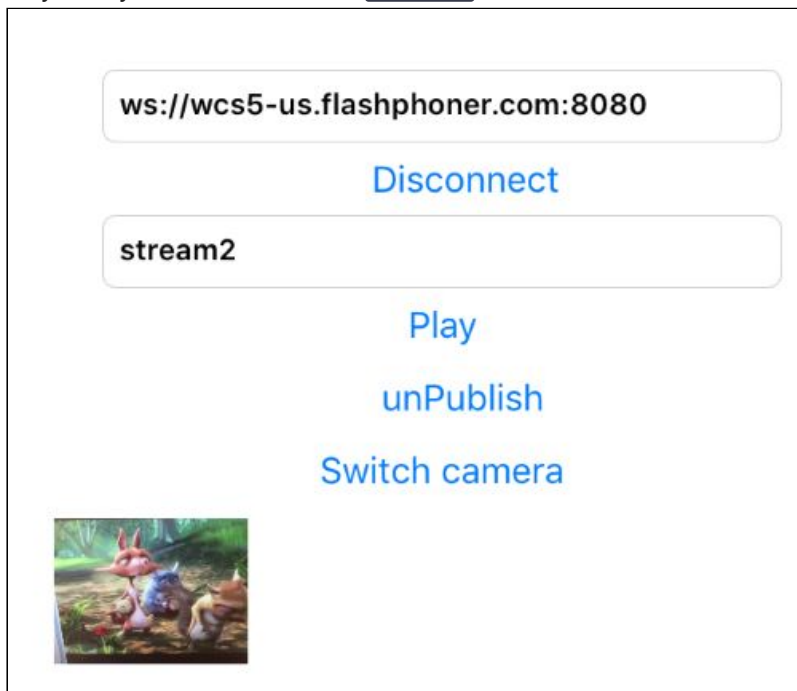 ws://wcs5-us.flashphoner.com:8080
Disconnect
stream2
Play
unPublish
Switch camera